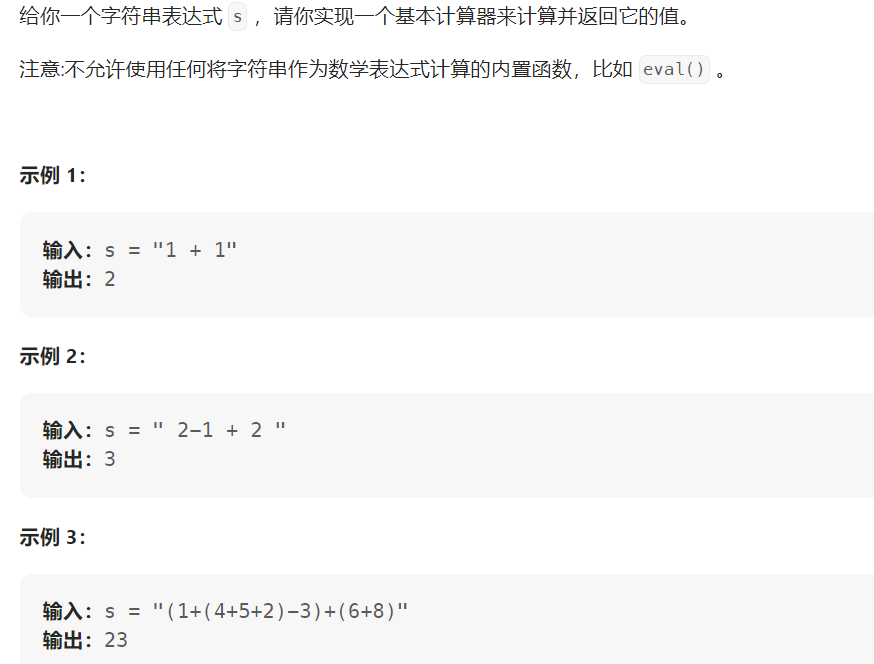 给你一个字符串表达式 s ，请你实现一个基本计算器来计算并返回它的值。
注意:不允许使用任何将字符串作为数学表达式计算的内置函数，比如 eval() 。
示例 1：
输入：s = "1 + 1"
输出：2
示例 2：
输入：s = " 2-1 + 2 "
输出：3
示例 3：
输入：s = "(1+(4+5+2)-3)+(6+8)"
输出：23